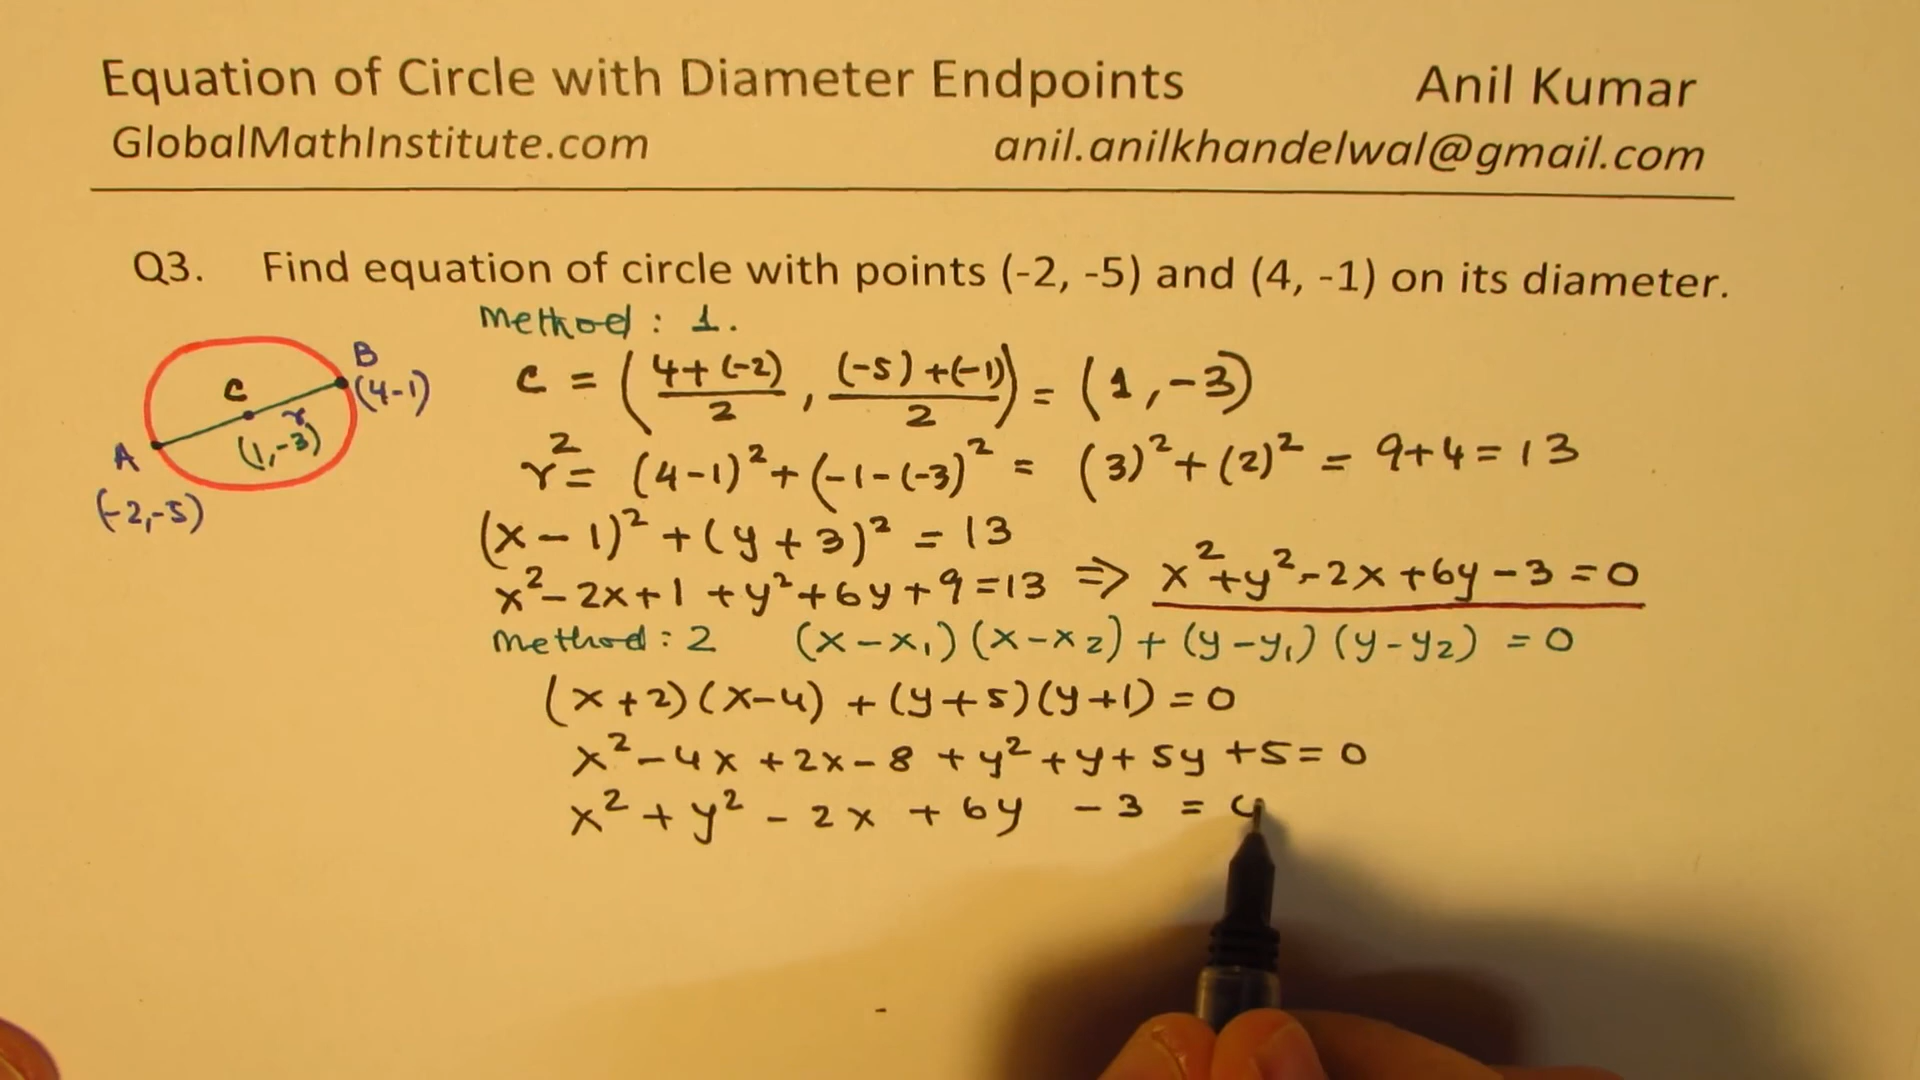 Equation of Circle with Diameter Endpoints Anil Kumar
GlobalMathInstitute.com anil.anilkhandelwal@gmail.com
Q3. Find equation of circle with points (-2, -5) and (4, -1) on its diameter.
Method : 1.
B
(4-1)
C
r
(1,-3)
A
(-2,-5)
C = (4+(-2)/2 , (-5)+(-1)/2) = (1,-3)
r² = (4-1)² + (-1-(-3)² = (3)² + (2)² = 9+4 = 13
(x-1)² + (y+3)² = 13
x² - 2x + 1 + y² + 6y + 9 = 13 ⇒ x² + y² - 2x + 6y - 3 = 0
Method : 2 (x-x₁)(x-x₂) + (y-y₁)(y-y₂) = 0
(x+2)(x-4) + (y+5)(y+1) = 0
x² - 4x + 2x - 8 + y² + y + 5y + 5 = 0
x² + y² - 2x + 6y - 3 =